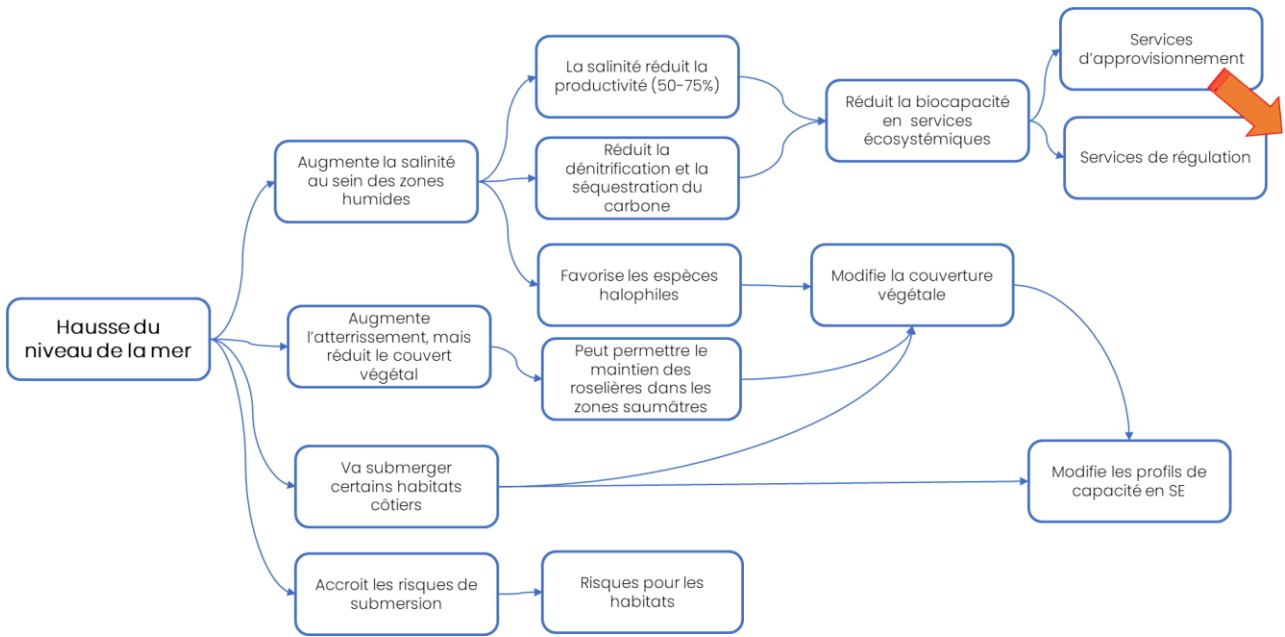 Hausse du
niveau de la mer
Augmente la salinité
au sein des zones
humides
Augmente
l'atterrissement, mais
réduit le couvert
végétal
Va submerger
certains habitats
côtiers
Accroit les risques de
submersion
La salinité réduit la
productivité (50-75%)
Réduit la
dénitrification et la
séquestration du
carbone
Favorise les espèces
halophiles
Peut permettre le
maintien des
roselières dans les
zones saumâtres
Risques pour les
habitats
Réduit la biocapacité
en services
écosystémiques
Modifie la couverture
végétale
Services
d'approvisionnement
Services de régulation
Modifie les profils de
capacité en SE